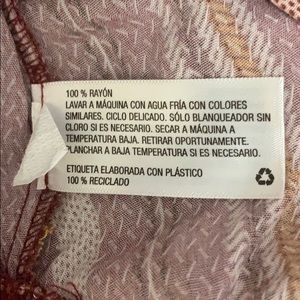 100 % RAYÓN
LAVAR A MÁQUINA CON AGUA FRÍA CON COLORES
SIMILARES. CICLO DELICADO. SÓLO BLANQUEADOR SIN
CLORO SI ES NECESARIO. SECAR A MÁQUINA A
TEMPERATURA BAJA. RETIRAR OPORTUNAMENTE.
PLANCHAR A BAJA TEMPERATURA SI ES NECESARIO.
ETIQUETA ELABORADA CON PLÁSTICO
100 % RECICLADO